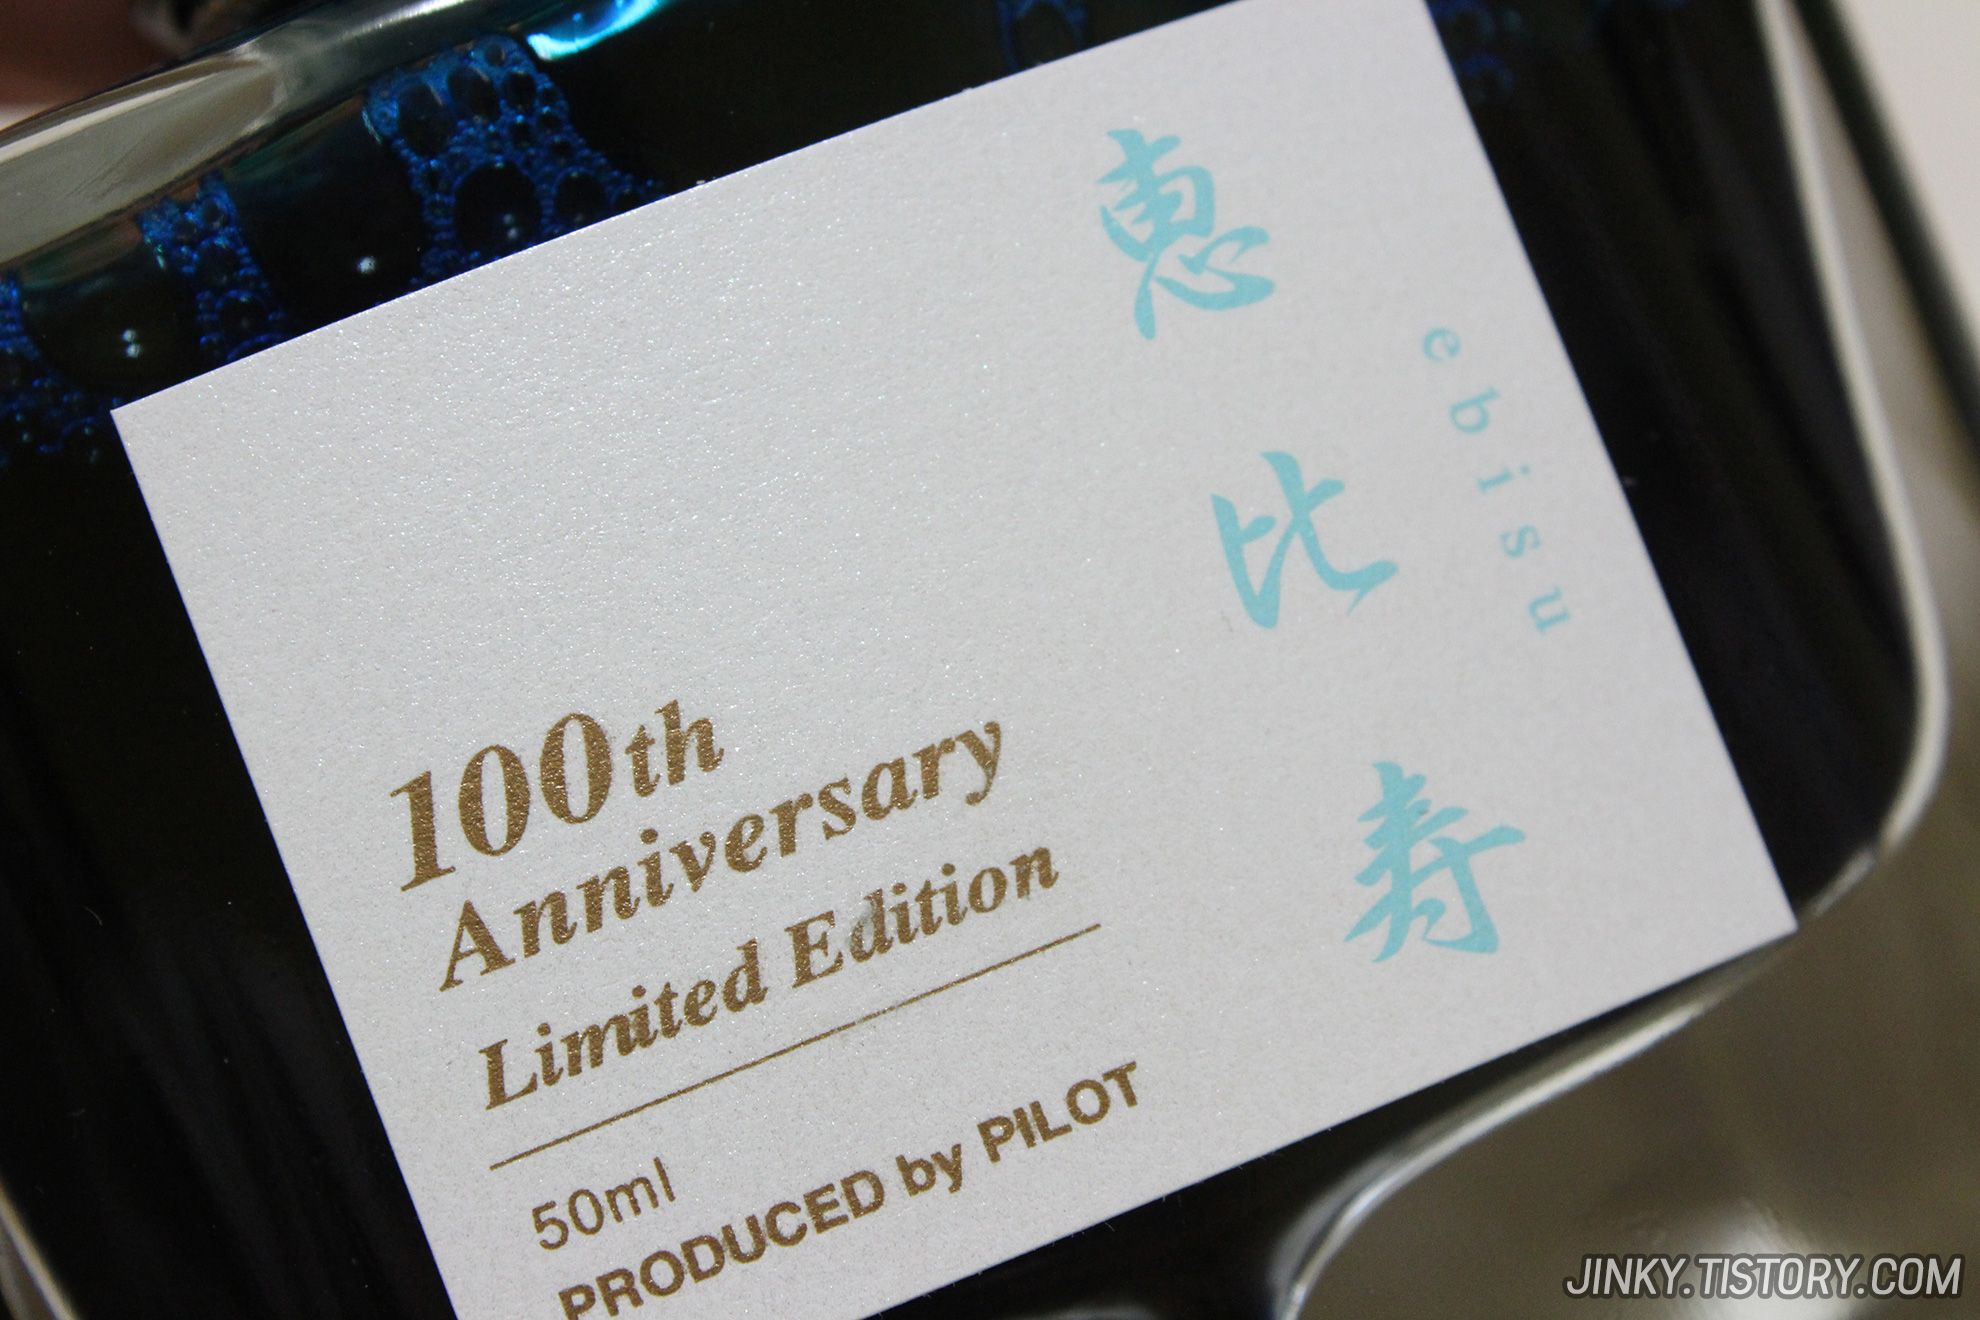 恵比寿
ebisu
100th
Anniversary
Limited Edition
50ml
PRODUCED by PILOT
JINKY.TISTORY.COM